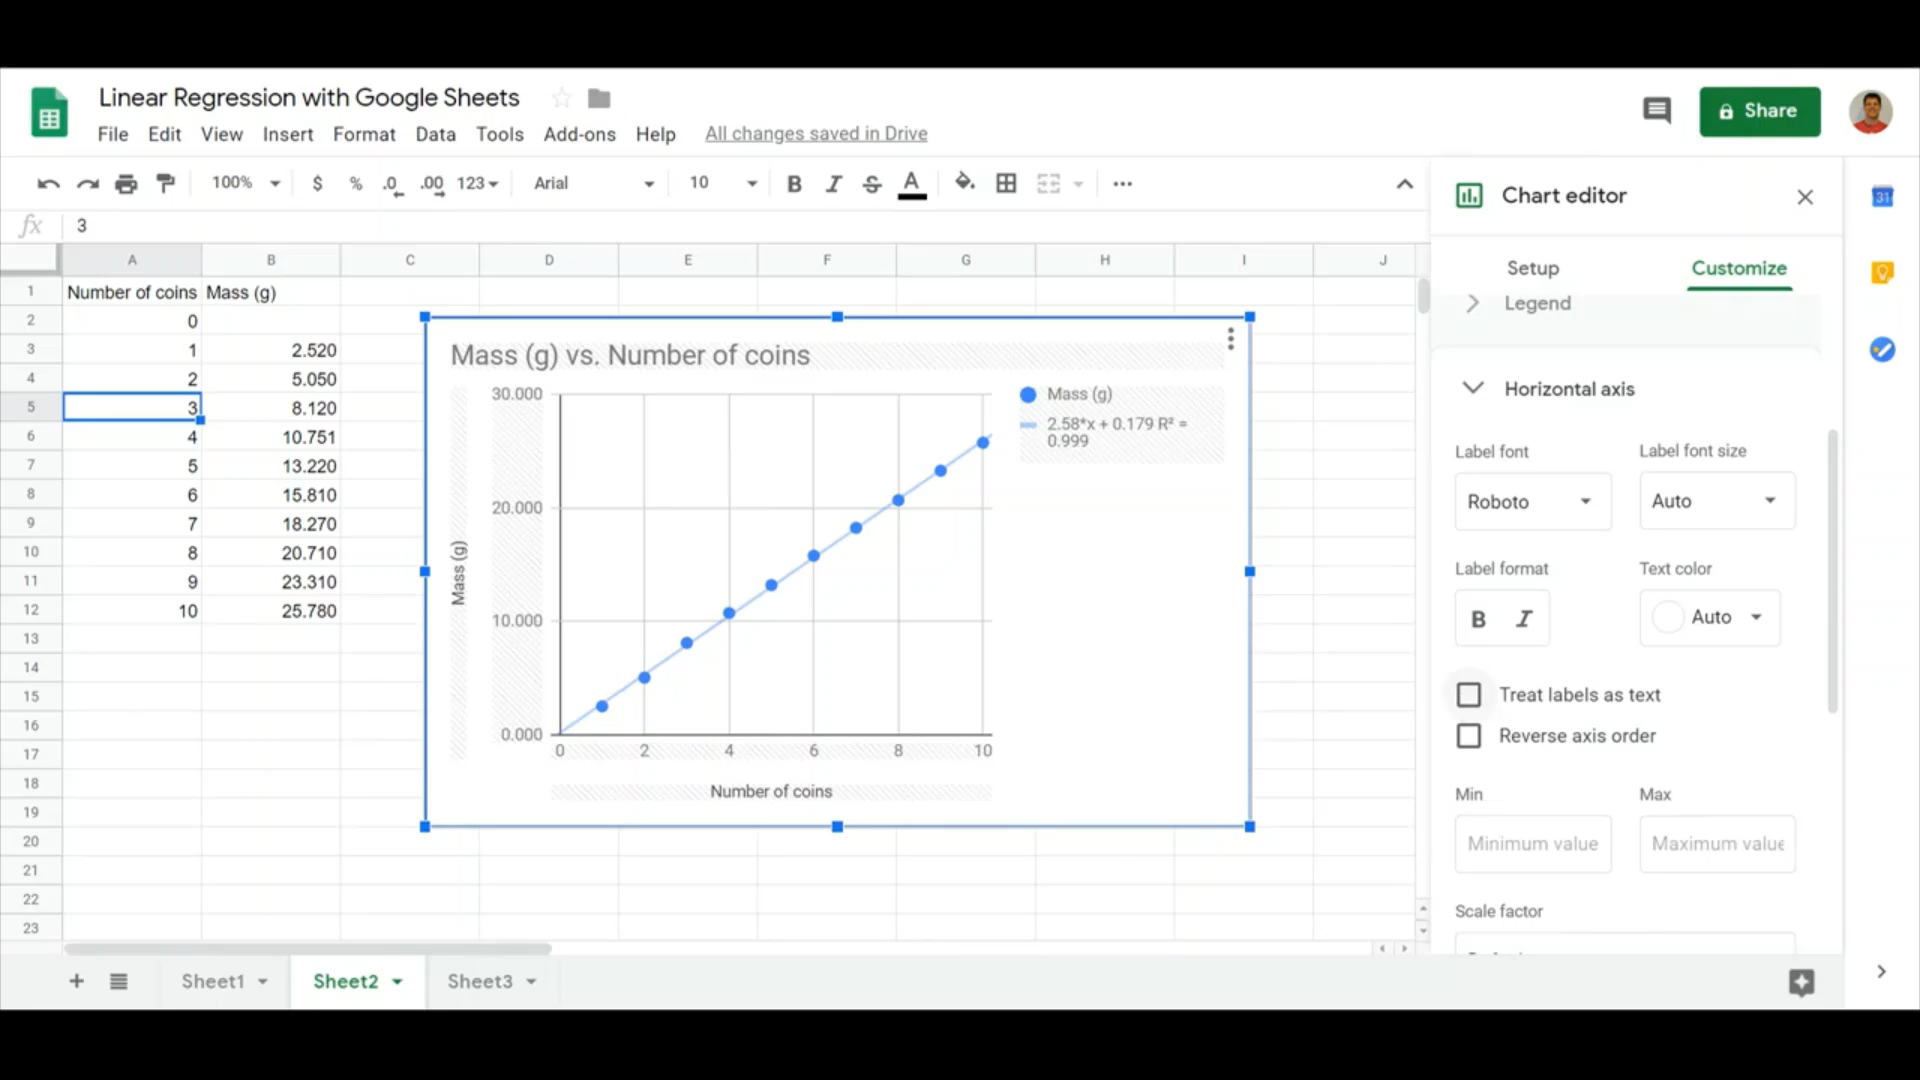 Linear Regression with Google Sheets
File Edit View Insert Format Data Tools Add-ons Help All changes saved in Drive
Share
100% $ % .0 .00 123 Arial 10 B I S A ...
Chart editor
31
fx 3
Setup Customize
A B C D E F G H I J
Legend
1 Number of coins Mass (g)
2 0
3 1 2.520
4 2 5.050
5 3 8.120
6 4 10.751
7 5 13.220
8 6 15.810
9 7 18.270
10 8 20.710
11 9 23.310
12 10 25.780
13
14
15
16
17
18
19
20
21
22
23
Mass (g) vs. Number of coins
30.000
20.000
10.000
0.000
Mass (g)
0 2 4 6 8 10
Number of coins
Mass (g)
2.58*x + 0.179 R² =
0.999
Horizontal axis
Label font Label font size
Roboto Auto
Label format Text color
B I Auto
Treat labels as text
Reverse axis order
Min Max
Minimum value Maximum value
Scale factor
Sheet1 Sheet2 Sheet3